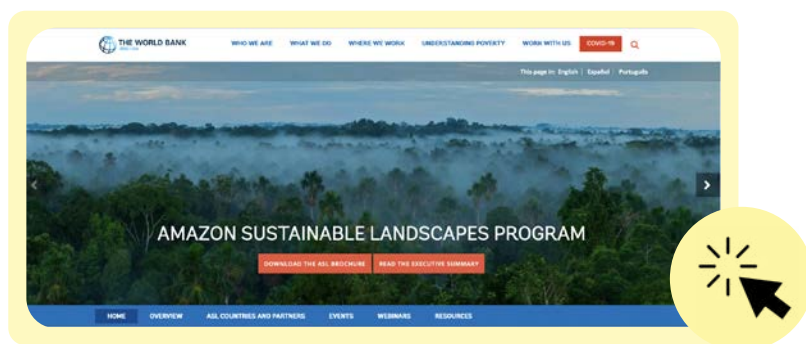 THE WORLD BANK WHO WE ARE WHAT WE DO WHERE WE WORK UNDERSTANDING POVERTY WORK WITH US COVID-19
This page in: English | Español | Português
AMAZON SUSTAINABLE LANDSCAPES PROGRAM
DOWNLOAD THE ASL BROCHURE READ THE EXECUTIVE SUMMARY
HOME OVERVIEW ASL COUNTRIES AND PARTNERS EVENTS WEBINARS RESOURCES